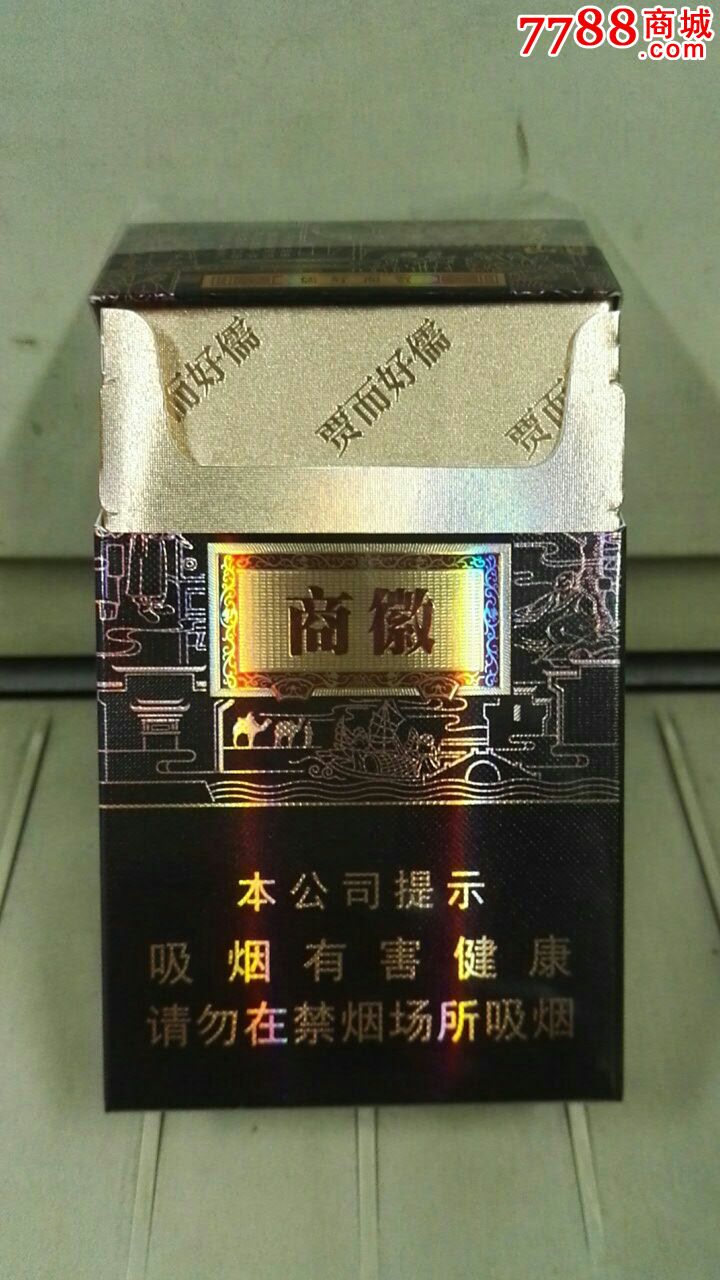 7788商城
.com
而好儒
贾而好儒
贾而
商徽
本公司提示
吸烟有害健康
请勿在禁烟场所吸烟